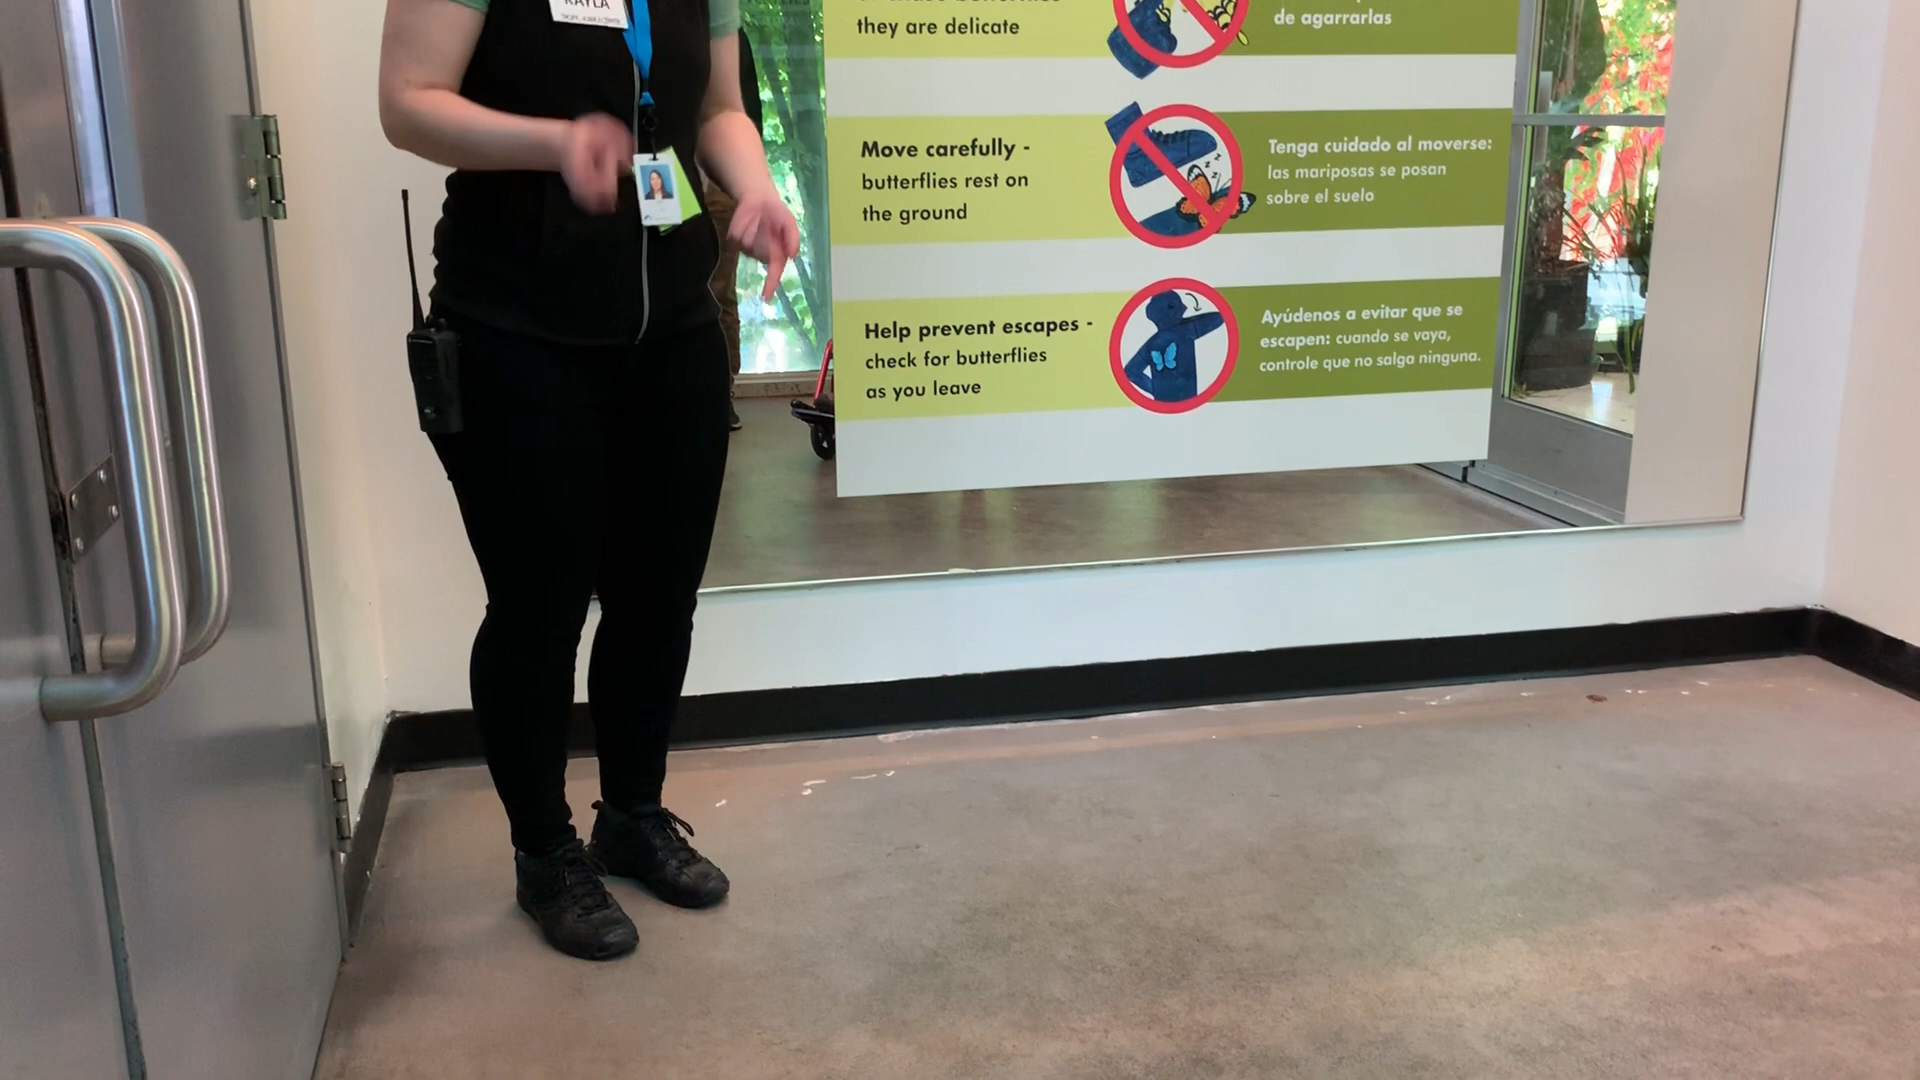 KAYLA
they are delicate
de agarrarlas
Move carefully -
butterflies rest on
the ground
Tenga cuidado al moverse:
las mariposas se posan
sobre el suelo
Help prevent escapes -
check for butterflies
as you leave
Ayúdenos a evitar que se
escapen: cuando se vaya,
controle que no salga ninguna.